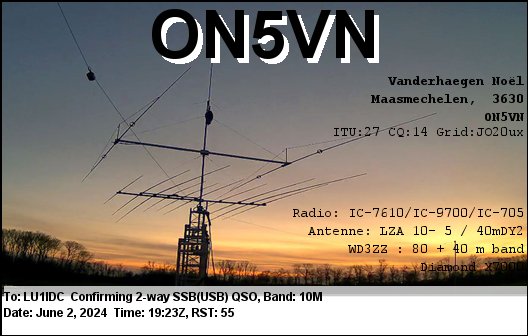 ON5VN
Vanderhaegen Noël
Maasmechelen, 3630
ON5VN
ITU:27 CQ:14 Grid:JO20ux
Radio: IC-7610/IC-9700/IC-705
Antenne: LZA 10- 5 / 40mDY2
WD3ZZ : 80 + 40 m band
Diamond
To: LU1IDC Confirming 2-way SSB(USB) QSO, Band: 10M
Date: June 2, 2024 Time: 19:23Z, RST: 55